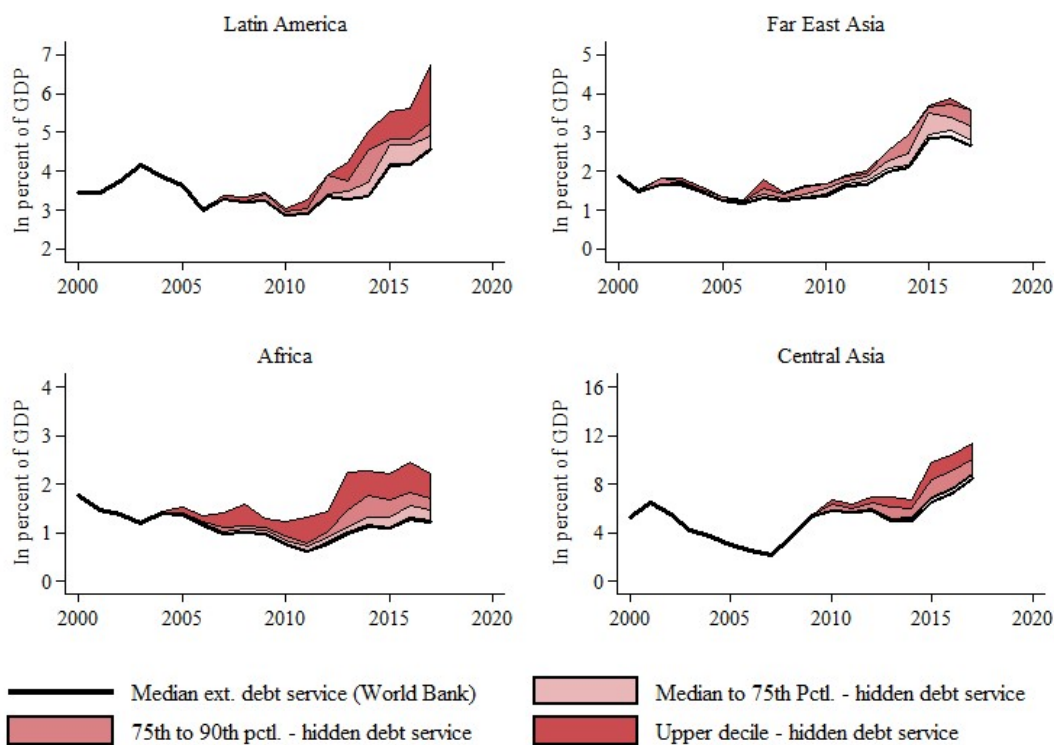 Latin America
In percent of GDP
7
6
5
4
3
2
2000 2005 2010 2015 2020
Far East Asia
In percent of GDP
5
4
3
2
1
0
2000 2005 2010 2015 2020
Africa
In percent of GDP
4
3
2
1
0
2000 2005 2010 2015 2020
Central Asia
In percent of GDP
16
12
8
4
0
2000 2005 2010 2015 2020
Median ext. debt service (World Bank)
Median to 75th Pctl. - hidden debt service
75th to 90th pctl. - hidden debt service
Upper decile - hidden debt service